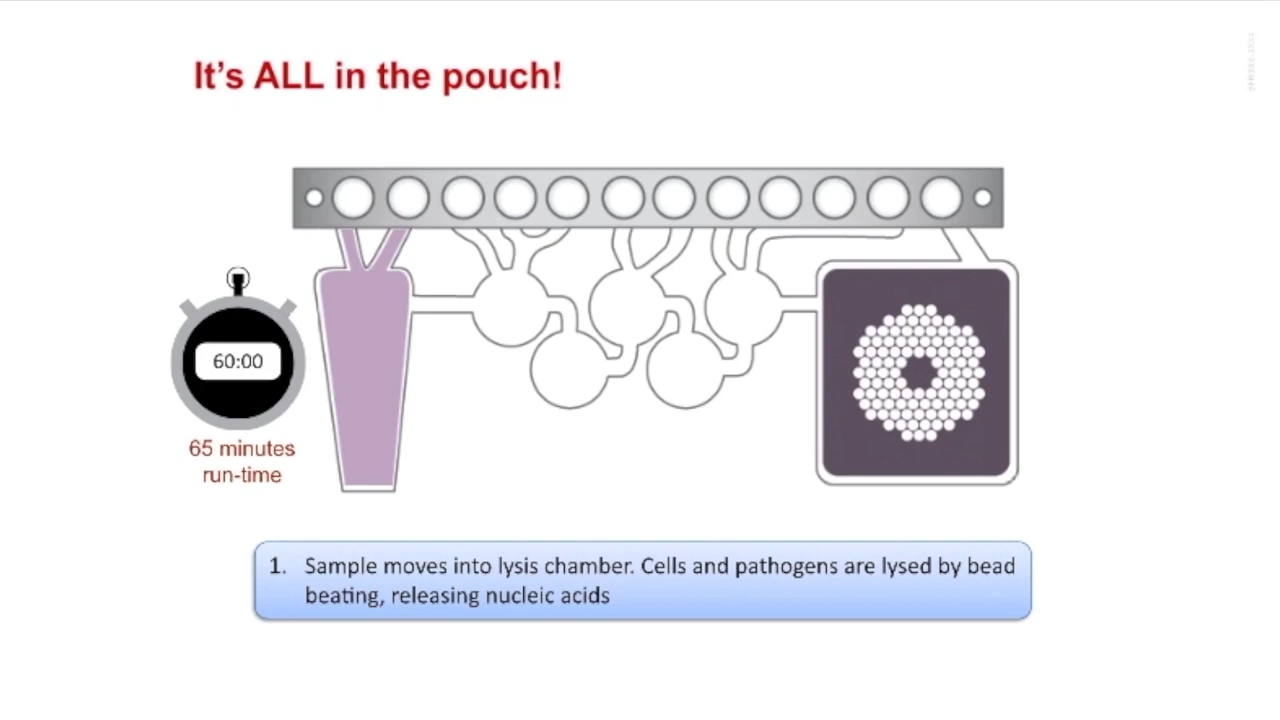 It's ALL in the pouch!
60:00
65 minutes
run-time
1. Sample moves into lysis chamber. Cells and pathogens are lysed by bead
beating, releasing nucleic acids